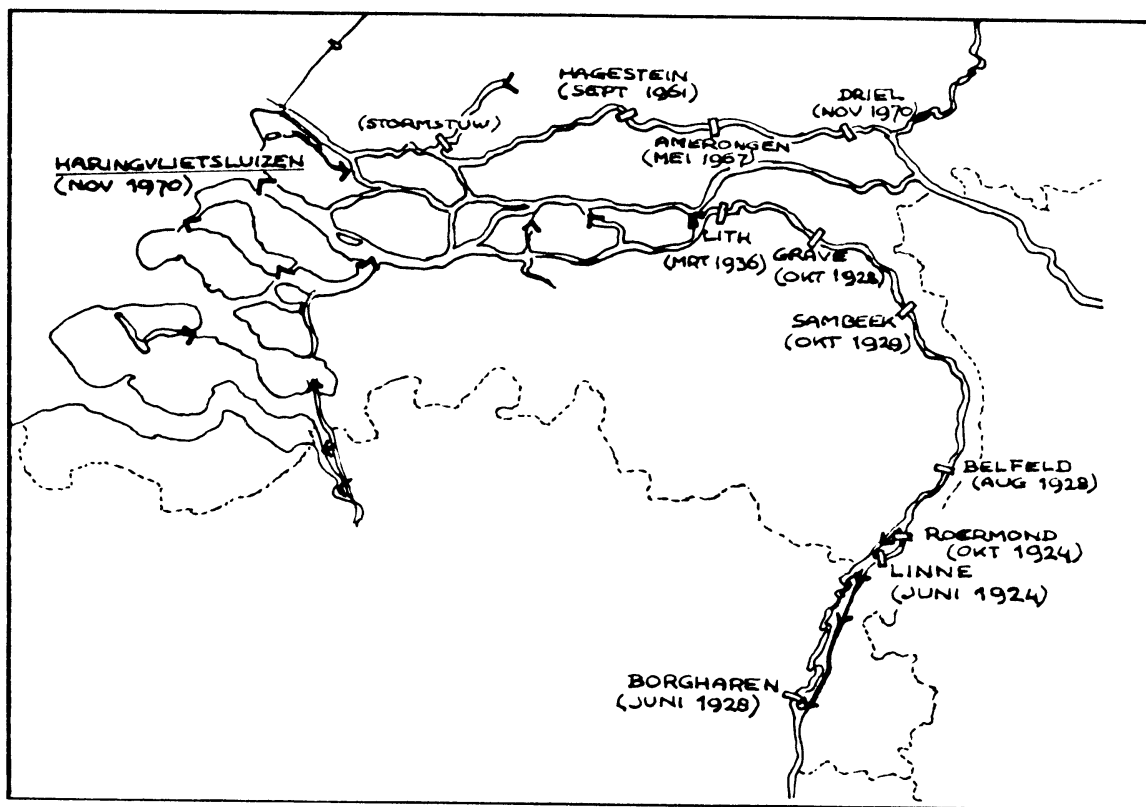 HAGESTEIN
(SEPT 1961)
DRIEL
(NOV 1970)
(STORMSTUW)
AMERONGEN
(MEI 1967)
HARINGVLIETSLUIZEN
(NOV 1970)
LITH
(MRT 1936)
GRAVE
(OKT 1928)
SAMBEEK
(OKT 1928)
BELFELD
(AUG 1928)
ROERMOND
(OKT 1924)
LINNE
(JUNI 1924)
BORGHAREN
(JUNI 1928)